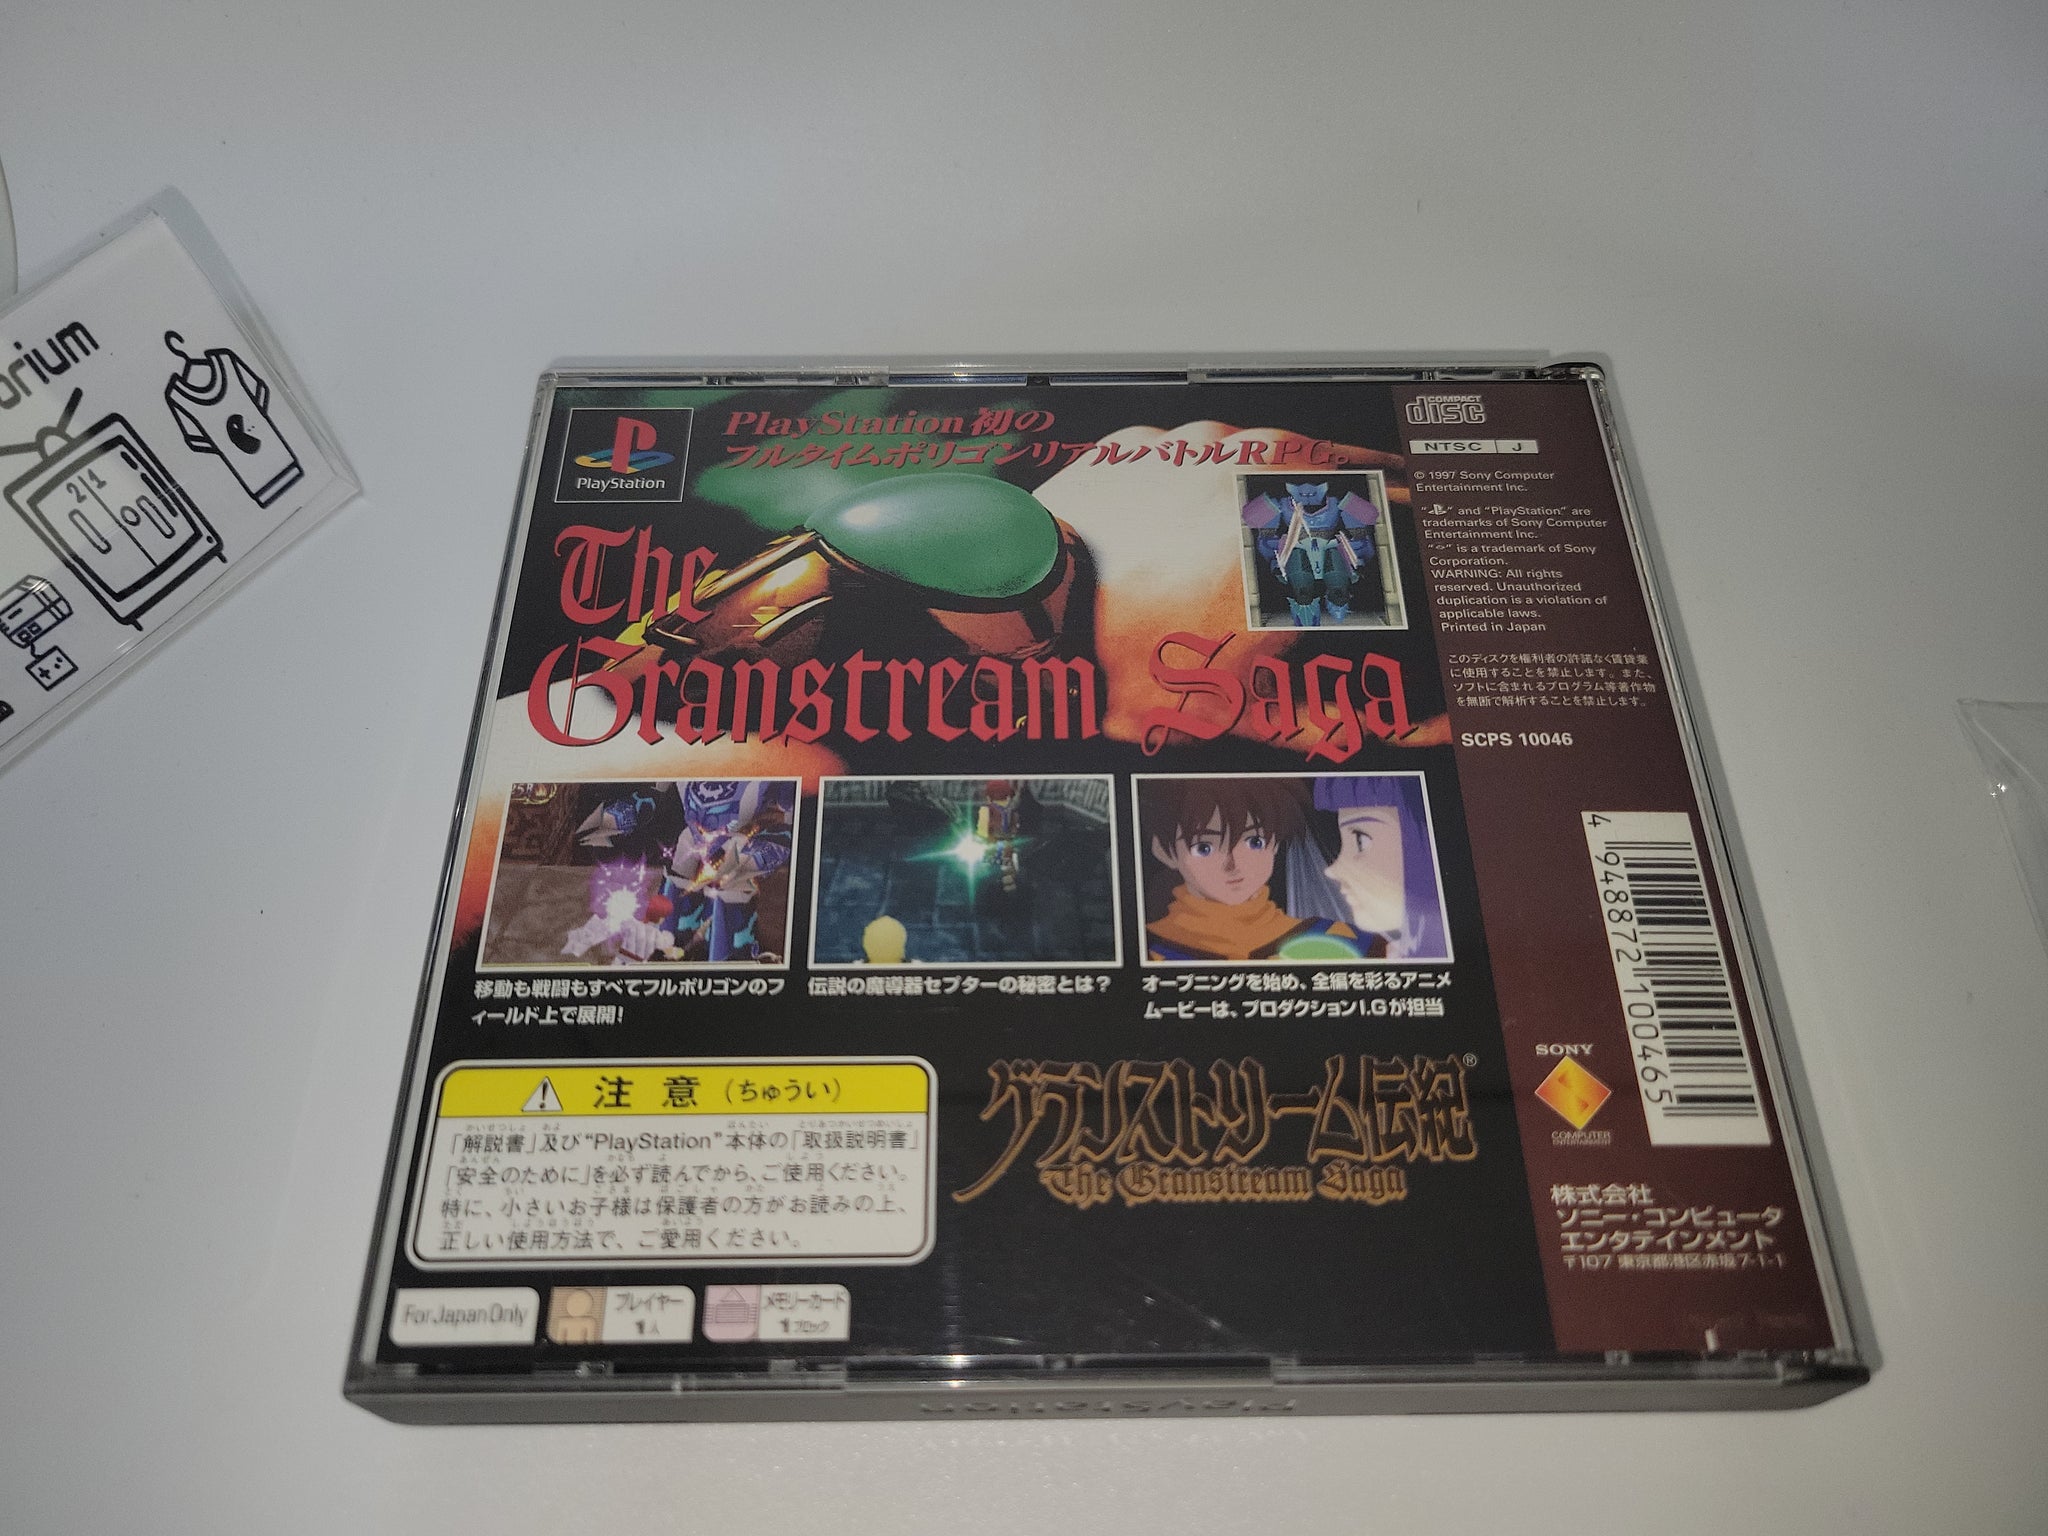 PlayStation
PlayStation 初の
フルタイムポリゴンリアルバトルRPG。
The
Granstream Saga
移動も戦闘もすべてフルポリゴンのフ
ィールド上で展開!
伝説の魔導器セプターの秘密とは?
オープニングを始め、全編を彩るアニメ
ムービーは、プロダクションI.Gが担当
注意(ちゅうい)
「解説書」及び“PlayStation”本体の「取扱説明書」
「安全のために」を必ず読んでから、ご使用ください。
特に、小さいお子様は保護者の方がお読みの上、
正しい使用方法で、ご愛用ください。
グランストリーム伝紀®
The Granstream Saga
For Japan Only
プレイヤー
1人
メモリーカード
1ブロック
COMPACT
disc
NTSC J
© 1997 Sony Computer
Entertainment Inc.
" " and "PlayStation" are
trademarks of Sony Computer
Entertainment Inc.
" " is a trademark of Sony
Corporation.
WARNING: All rights
reserved. Unauthorized
duplication is a violation of
applicable laws.
Printed in Japan
このディスクを権利者の許諾なく賃貸業
に使用することを禁止します。また、
ソフトに含まれるプログラム等著作物
を無断で解析することを禁止します。
SCPS 10046
4 948872 100465
SONY
COMPUTER
ENTERTAINMENT
株式会社
ソニー・コンピュータ
エンタテインメント
〒107 東京都港区赤坂7-1-1
PlayStation
orium
21